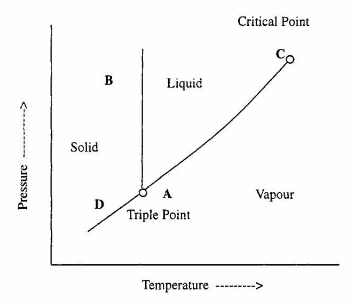 Critical Point
C
B
Liquid
Solid
A
D
Triple Point
Vapour
Pressure ---------->
Temperature --------->